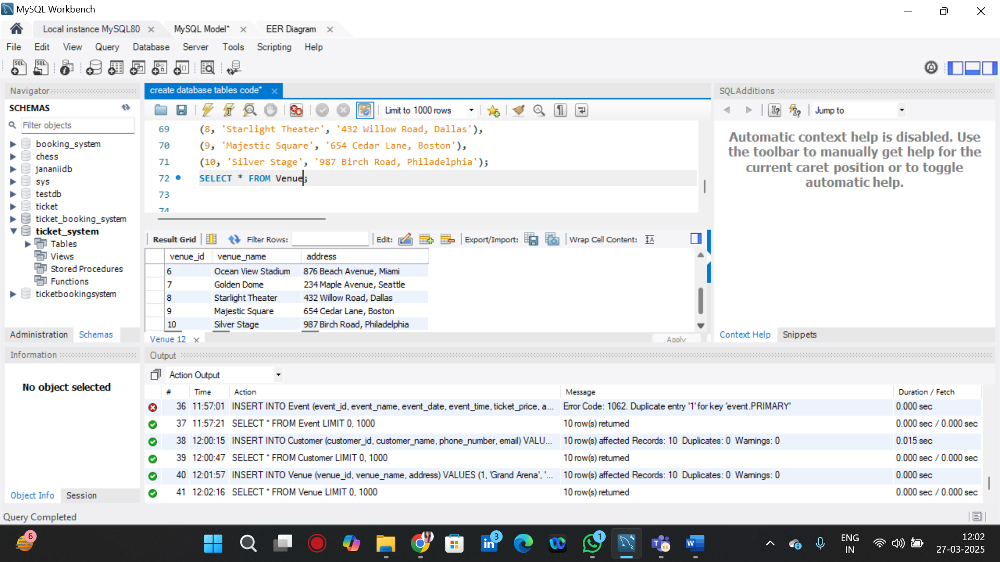 MySQL Workbench
Local instance MySQL80
MySQL Model*
EER Diagram
File Edit View Query Database Server Tools Scripting Help
Navigator
SCHEMAS
Filter objects
booking_system
chess
jananiidb
sys
testdb
ticket
ticket_booking_system
ticket_system
Tables
Views
Stored Procedures
Functions
ticketbookingsystem
Administration Schemas
Information
No object selected
Object Info Session
create database tables code*
Limit to 1000 rows
69 (8, 'Starlight Theater', '432 Willow Road, Dallas'),
70 (9, 'Majestic Square', '654 Cedar Lane, Boston'),
71 (10, 'Silver Stage', '987 Birch Road, Philadelphia');
72 SELECT * FROM Venue;
73
74
Result Grid Filter Rows: Edit: Export/Import: Wrap Cell Content:
venue_id venue_name address
6 Ocean View Stadium 876 Beach Avenue, Miami
7 Golden Dome 234 Maple Avenue, Seattle
8 Starlight Theater 432 Willow Road, Dallas
9 Majestic Square 654 Cedar Lane, Boston
10 Silver Stage 987 Birch Road, Philadelphia
Venue 12
Apply
SQLAdditions
Jump to
Automatic context help is disabled. Use
the toolbar to manually get help for the
current caret position or to toggle
automatic help.
Context Help Snippets
Output
Action Output
# Time Action Message Duration / Fetch
36 11:57:01 INSERT INTO Event (event_id, event_name, event_date, event_time, ticket_price, a... Error Code: 1062. Duplicate entry '1' for key 'event.PRIMARY' 0.000 sec
37 11:57:21 SELECT * FROM Event LIMIT 0, 1000 10 row(s) returned 0.000 sec / 0.000 sec
38 12:00:15 INSERT INTO Customer (customer_id, customer_name, phone_number, email) VALU... 10 row(s) affected Records: 10 Duplicates: 0 Warnings: 0 0.015 sec
39 12:00:47 SELECT * FROM Customer LIMIT 0, 1000 10 row(s) returned 0.000 sec / 0.000 sec
40 12:01:57 INSERT INTO Venue (venue_id, venue_name, address) VALUES (1, 'Grand Arena', '... 10 row(s) affected Records: 10 Duplicates: 0 Warnings: 0 0.000 sec
41 12:02:16 SELECT * FROM Venue LIMIT 0, 1000 10 row(s) returned 0.000 sec / 0.000 sec
Query Completed
6
3
1
ENG
IN
12:02
27-03-2025